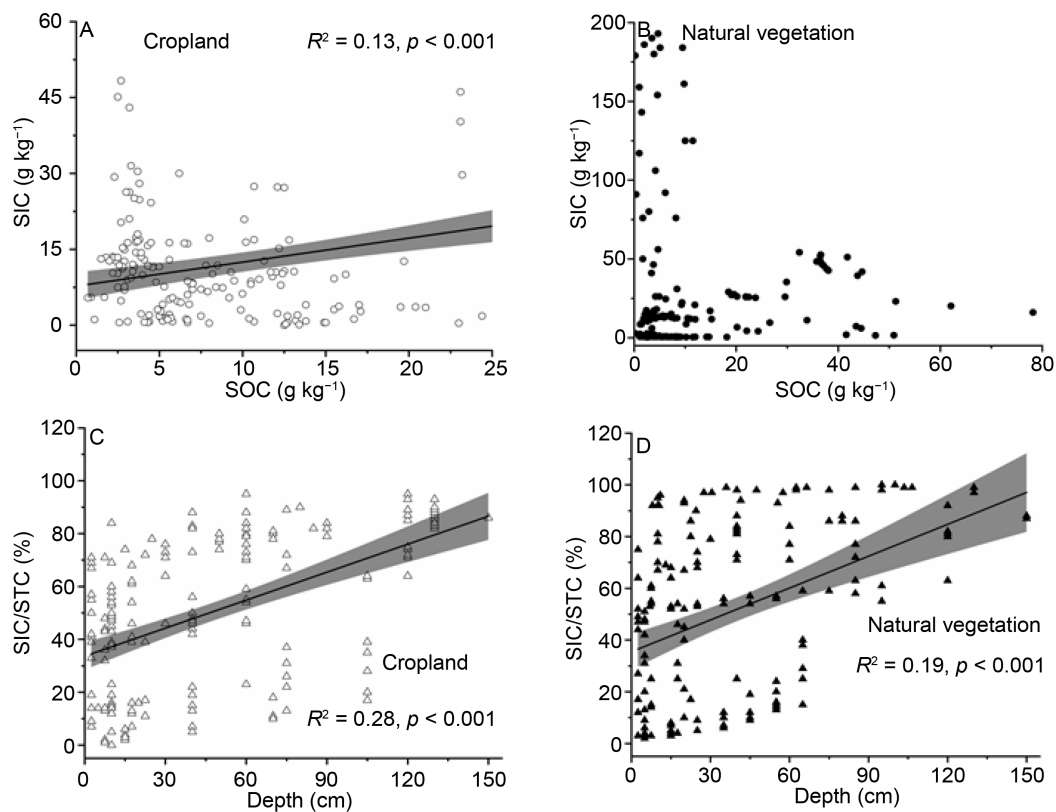 A
Cropland
R² = 0.13, p < 0.001
SIC (g kg⁻¹)
60
45
30
15
0
0 5 10 15 20 25
SOC (g kg⁻¹)
B
Natural vegetation
SIC (g kg⁻¹)
200
150
100
50
0
0 20 40 60 80
SOC (g kg⁻¹)
C
SIC/STC (%)
120
100
80
60
40
20
0
Cropland
R² = 0.28, p < 0.001
0 30 60 90 120 150
Depth (cm)
D
SIC/STC (%)
120
100
80
60
40
20
0
Natural vegetation
R² = 0.19, p < 0.001
0 30 60 90 120 150
Depth (cm)